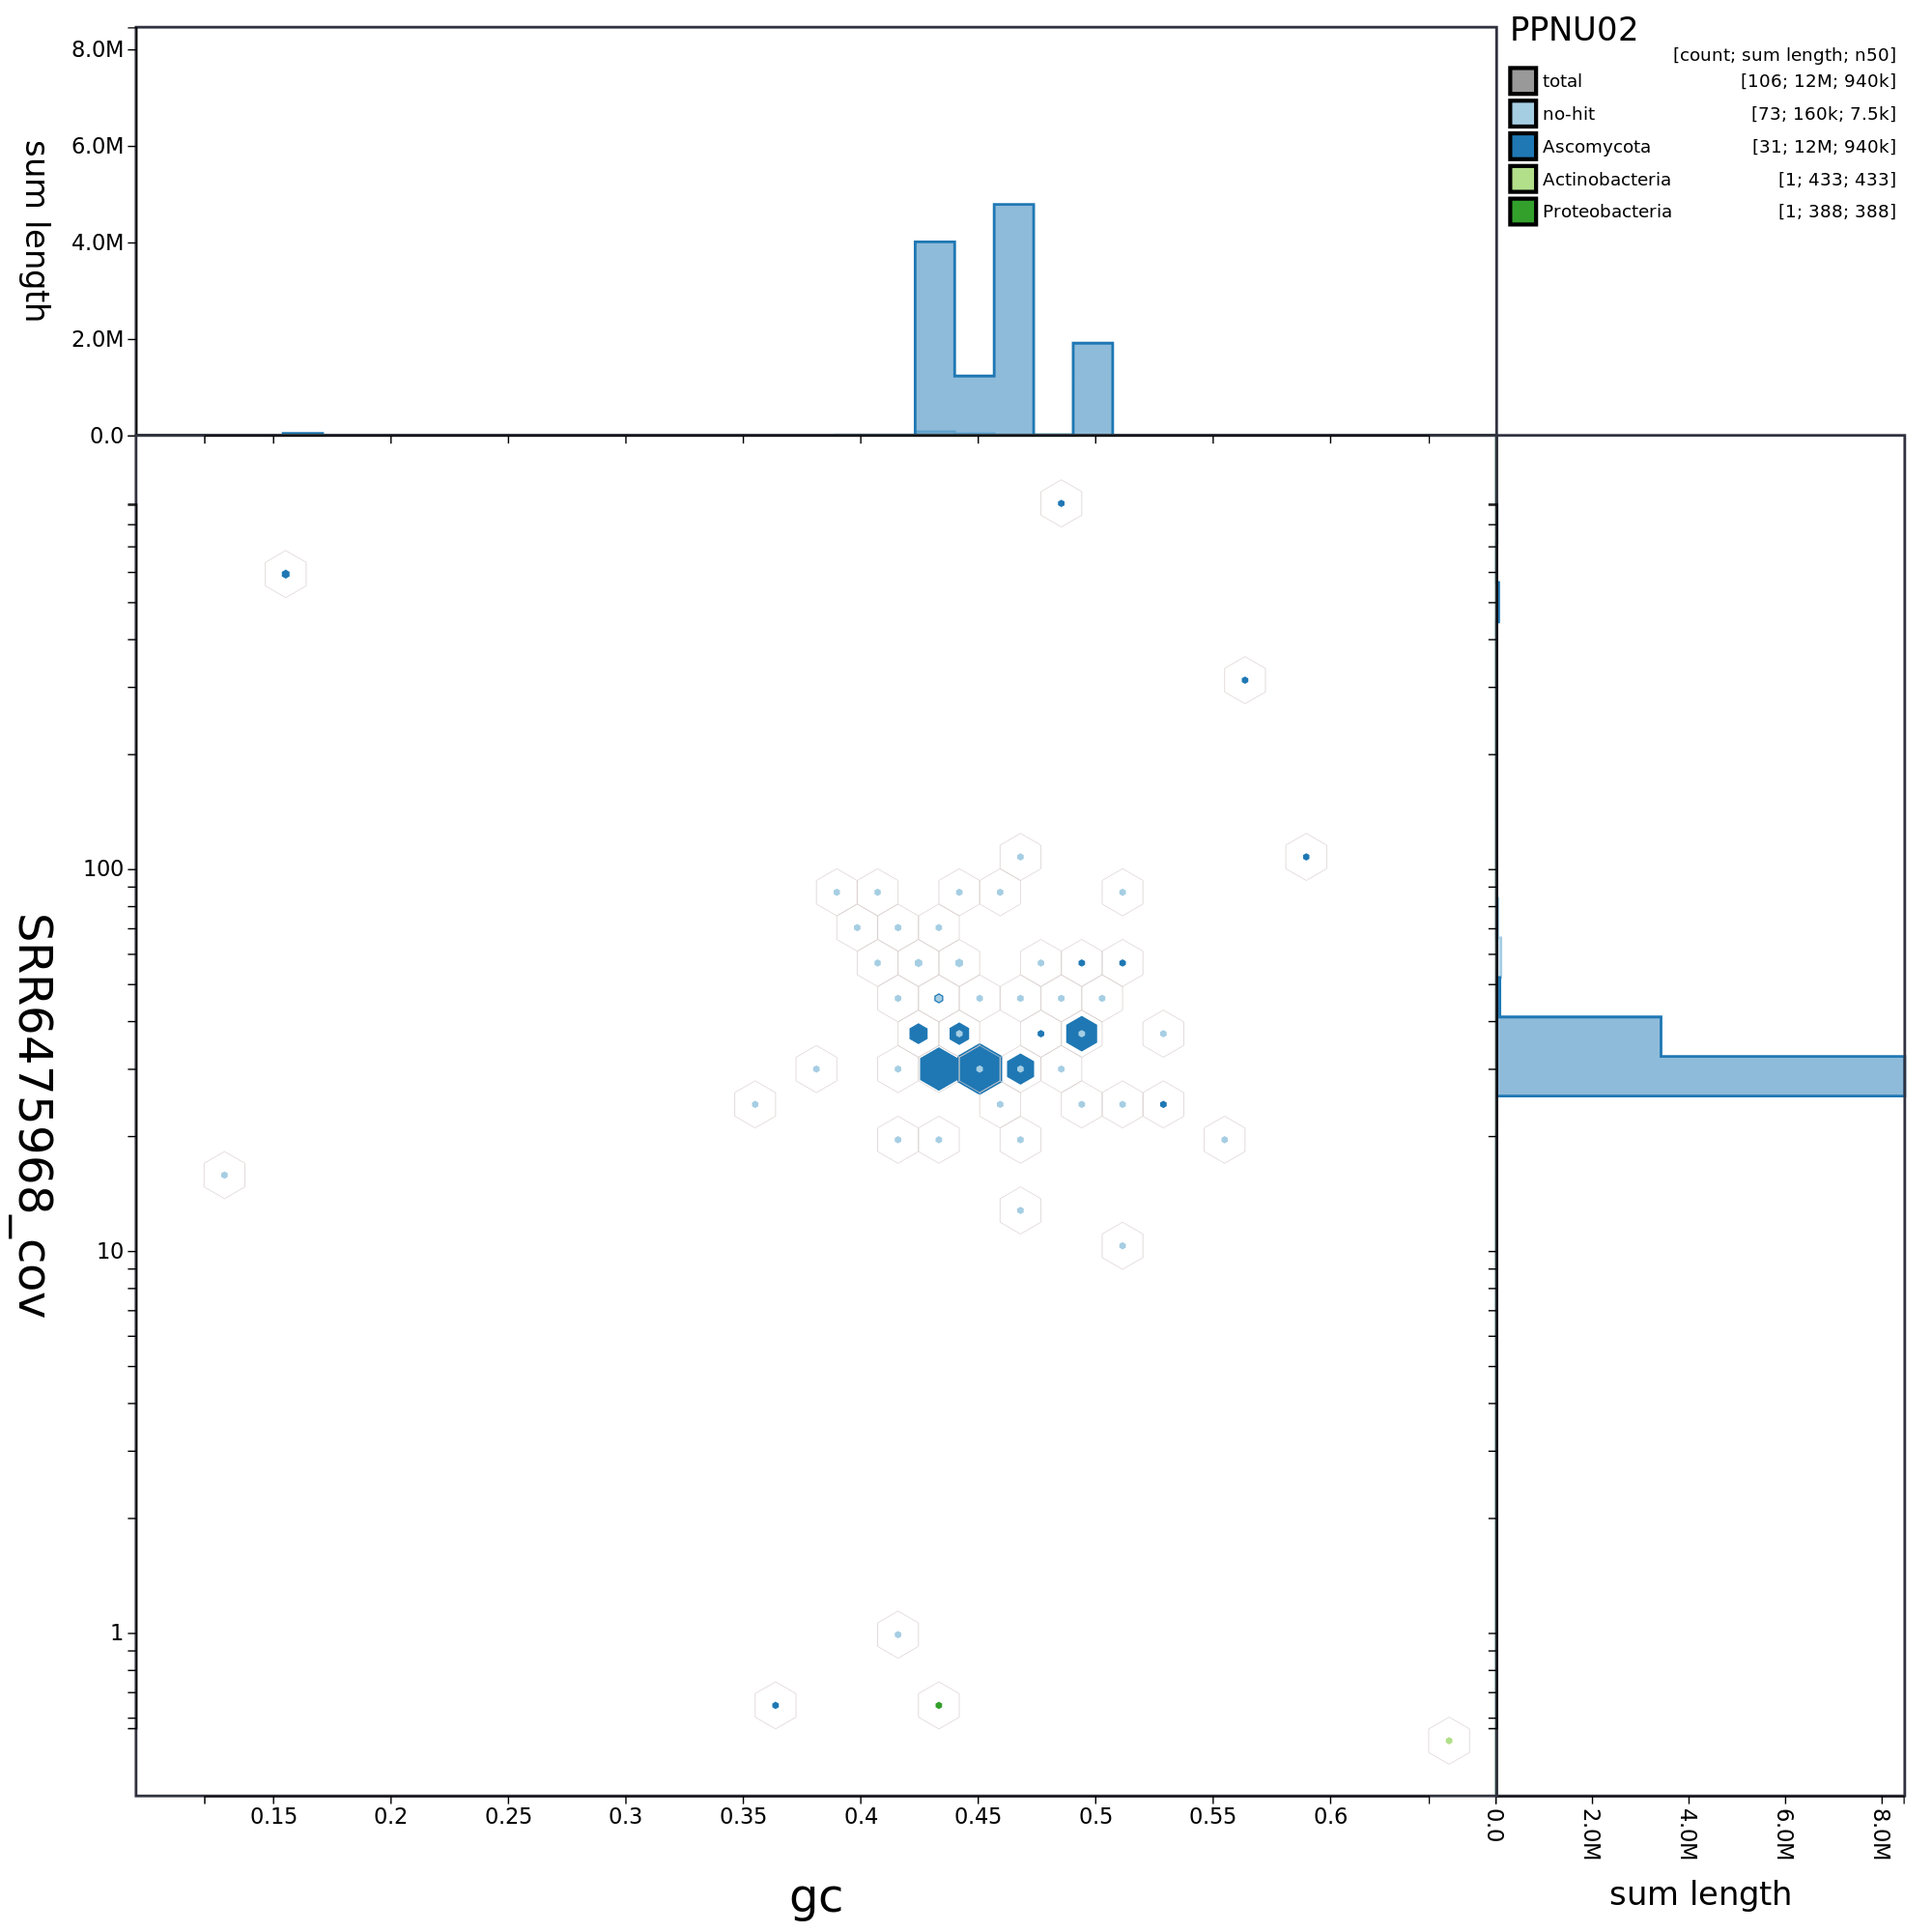 PPNU02
[count; sum length; n50]
total [106; 12M; 940k]
no-hit [73; 160k; 7.5k]
Ascomycota [31; 12M; 940k]
Actinobacteria [1; 433; 433]
Proteobacteria [1; 388; 388]
8.0M
6.0M
4.0M
2.0M
0.0
sum length
100
10
1
SRR6475968_cov
0.15 0.2 0.25 0.3 0.35 0.4 0.45 0.5 0.55 0.6
gc
0.0 2.0M 4.0M 6.0M 8.0M
sum length